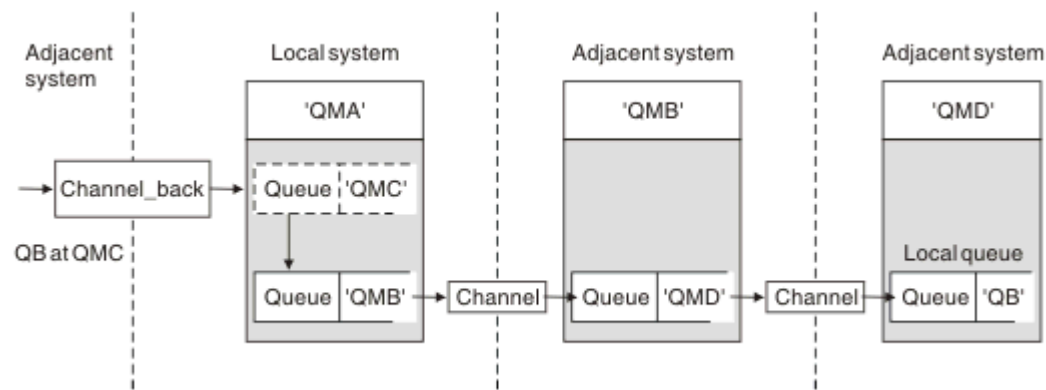 Adjacent
system
Local system
Adjacent system
Adjacent system
'QMA'
'QMB'
'QMD'
Channel_back
Queue 'QMC'
QB at QMC
Local queue
Queue 'QMB'
Channel
Queue 'QMD'
Channel
Queue 'QB'